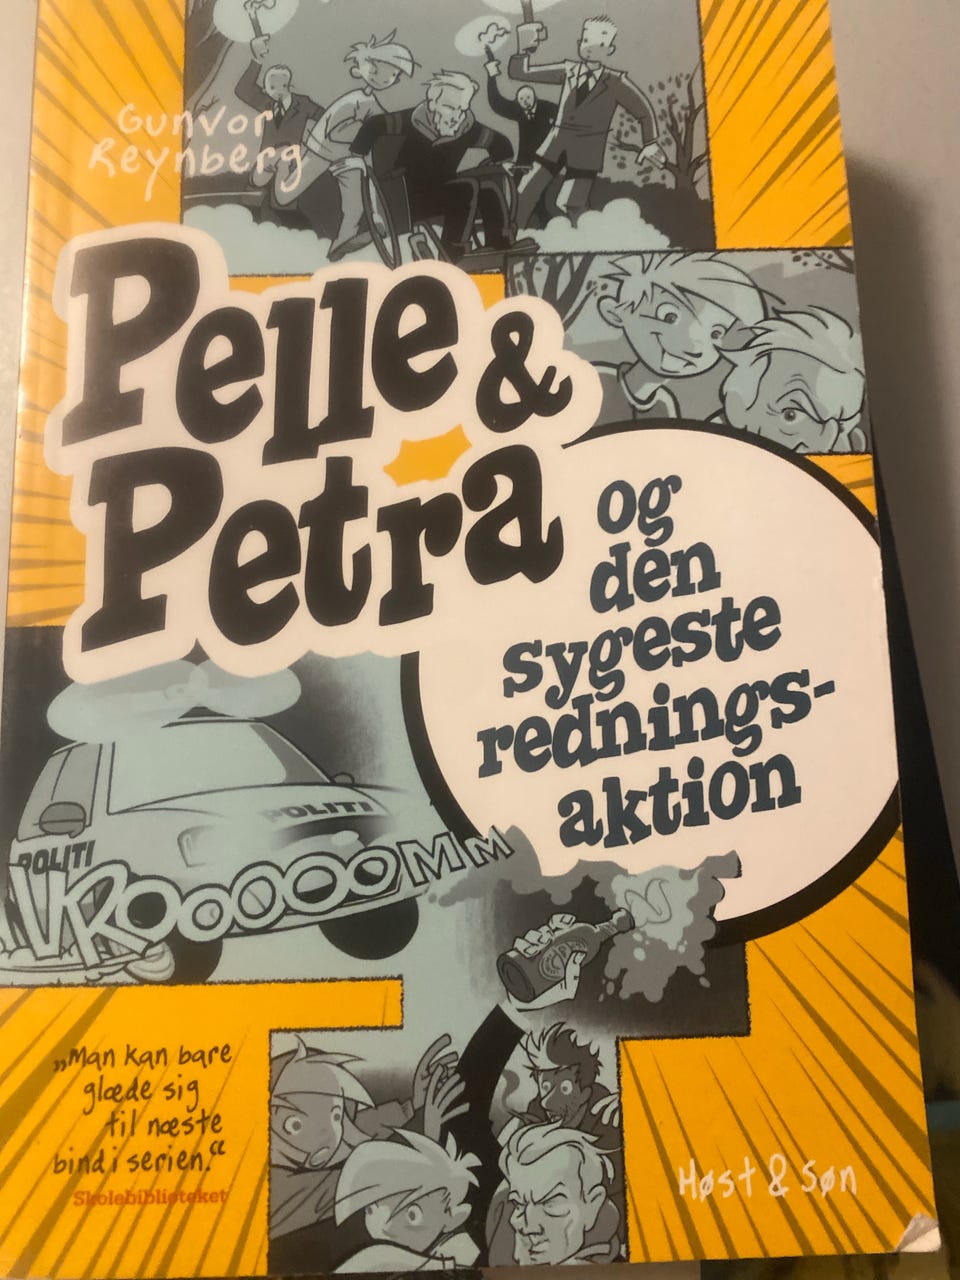 Gunvor
Reynberg
Pelle &
Petra
og
den
sygeste
rednings-
aktion
POLITI
POLITI
VROOOOOMM
„Man kan bare
glæde sig
til næste
bind i serien.“
Skolebiblioteket
Høst & Søn